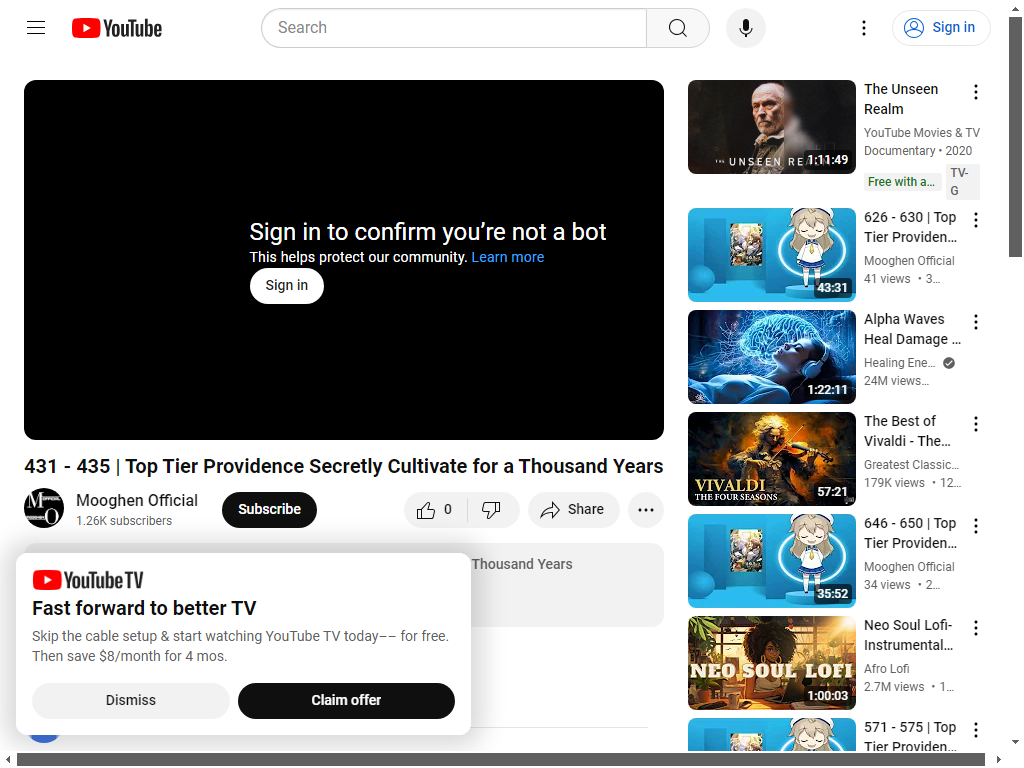 YouTube
Search
Sign in
Sign in to confirm you’re not a bot
This helps protect our community. Learn more
Sign in
431 - 435 | Top Tier Providence Secretly Cultivate for a Thousand Years
Mooghen Official
1.26K subscribers
Subscribe
0
Share
Thousand Years
YouTube TV
Fast forward to better TV
Skip the cable setup & start watching YouTube TV today–– for free.
Then save $8/month for 4 mos.
Dismiss
Claim offer
THE UNSEEN REALM
1:11:49
The Unseen
Realm
YouTube Movies & TV
Documentary • 2020
Free with a...
TV-
G
43:31
626 - 630 | Top
Tier Providen...
Mooghen Official
41 views • 3...
1:22:11
Alpha Waves
Heal Damage ...
Healing Ene...
24M views...
VIVALDI
THE FOUR SEASONS
57:21
The Best of
Vivaldi - The...
Greatest Classic...
179K views • 12...
35:52
646 - 650 | Top
Tier Providen...
Mooghen Official
34 views • 2...
NEO SOUL LOFI
1:00:03
Neo Soul Lofi-
Instrumental...
Afro Lofi
2.7M views • 1...
571 - 575 | Top
Tier Providen...